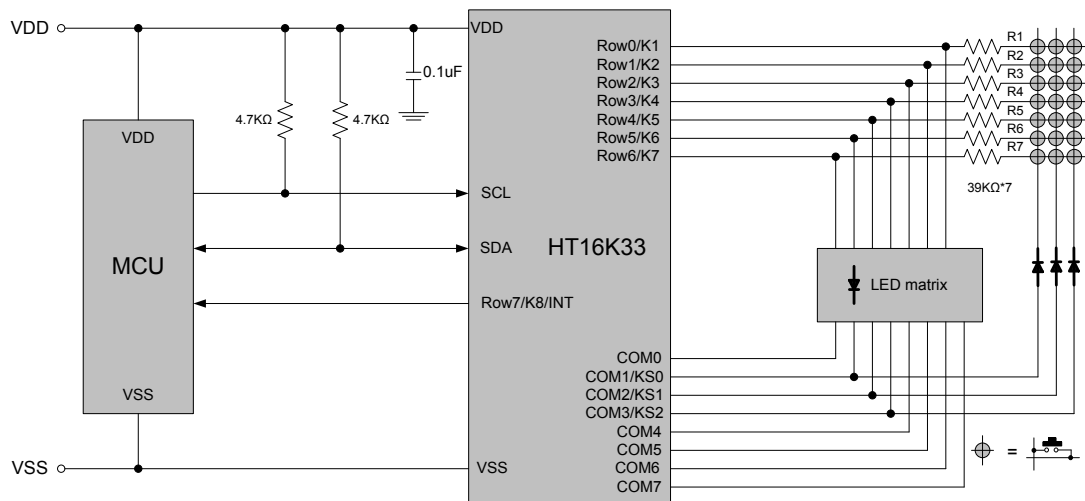 VDD
VDD
0.1uF
4.7KΩ
4.7KΩ
VDD
MCU
VSS
VSS
SCL
SDA
HT16K33
Row7/K8/INT
VSS
Row0/K1
Row1/K2
Row2/K3
Row3/K4
Row4/K5
Row5/K6
Row6/K7
R1
R2
R3
R4
R5
R6
R7
39KΩ*7
LED matrix
COM0
COM1/KS0
COM2/KS1
COM3/KS2
COM4
COM5
COM6
COM7
=